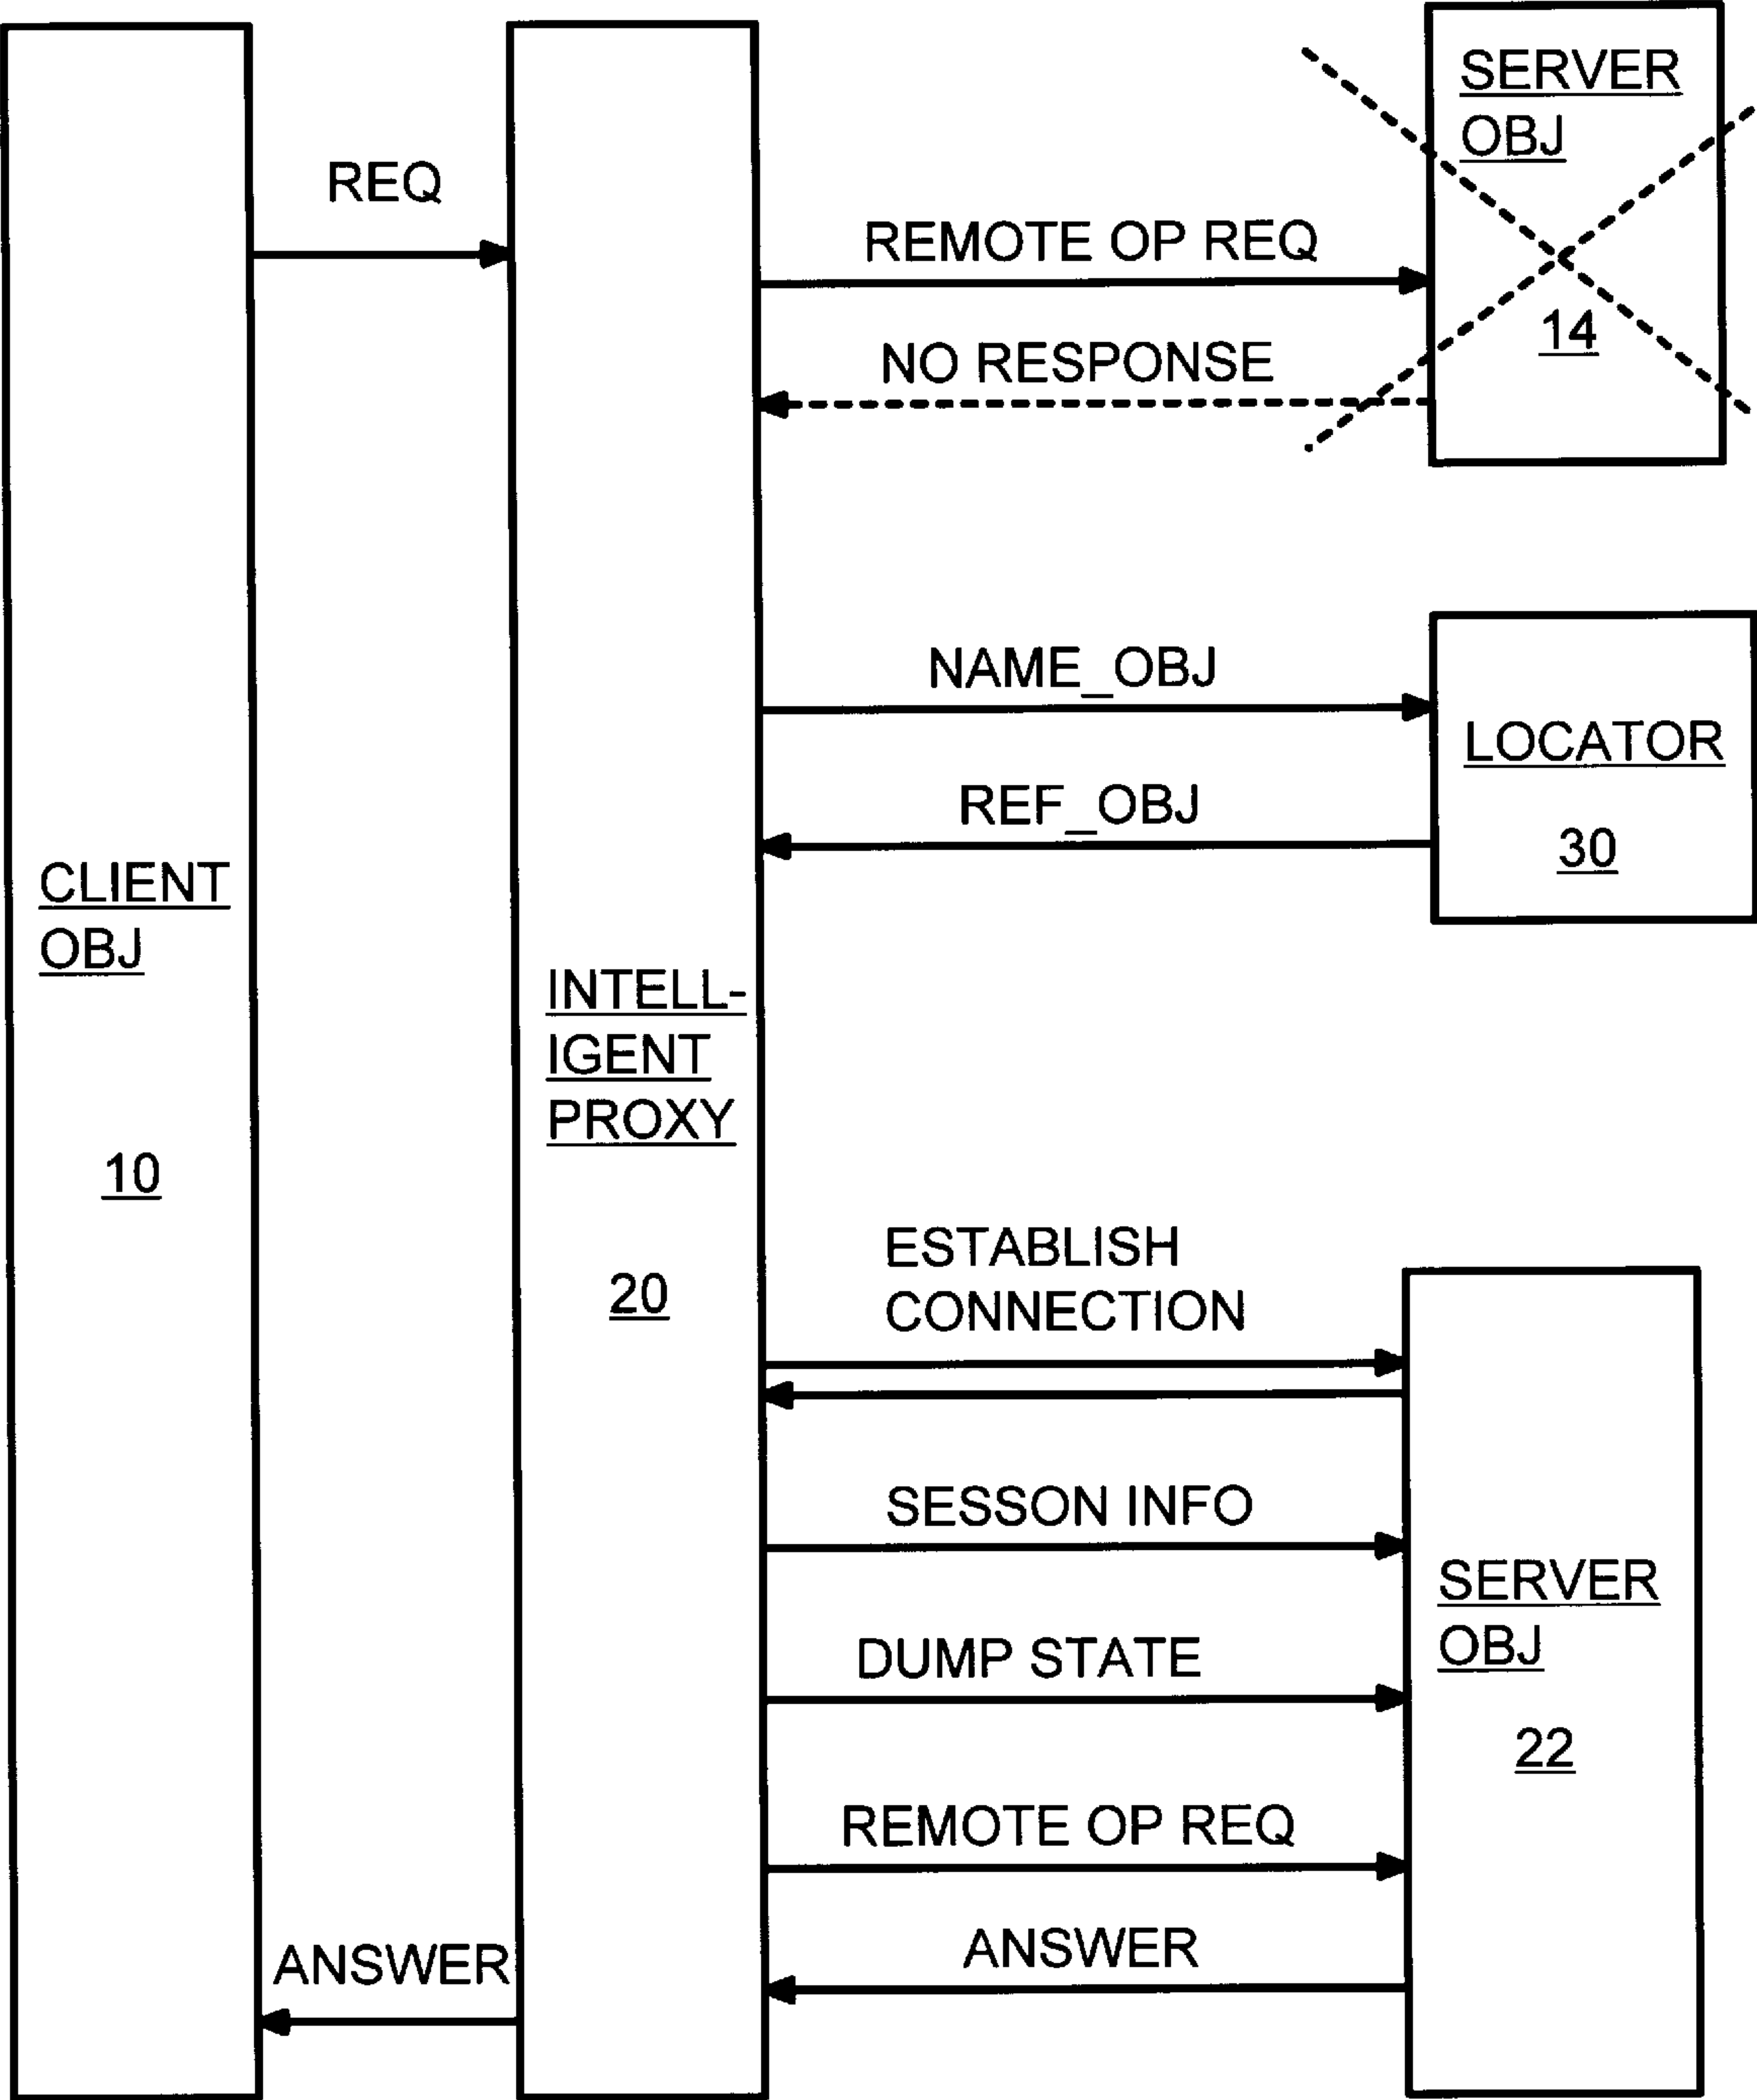 SERVER
OBJ
14
REQ
REMOTE OP REQ
NO RESPONSE
NAME_OBJ
LOCATOR
REF_OBJ
30
CLIENT
OBJ
10
INTELL-
IGENT
PROXY
20
ESTABLISH
CONNECTION
SESSON INFO
SERVER
OBJ
22
DUMP STATE
REMOTE OP REQ
ANSWER
ANSWER